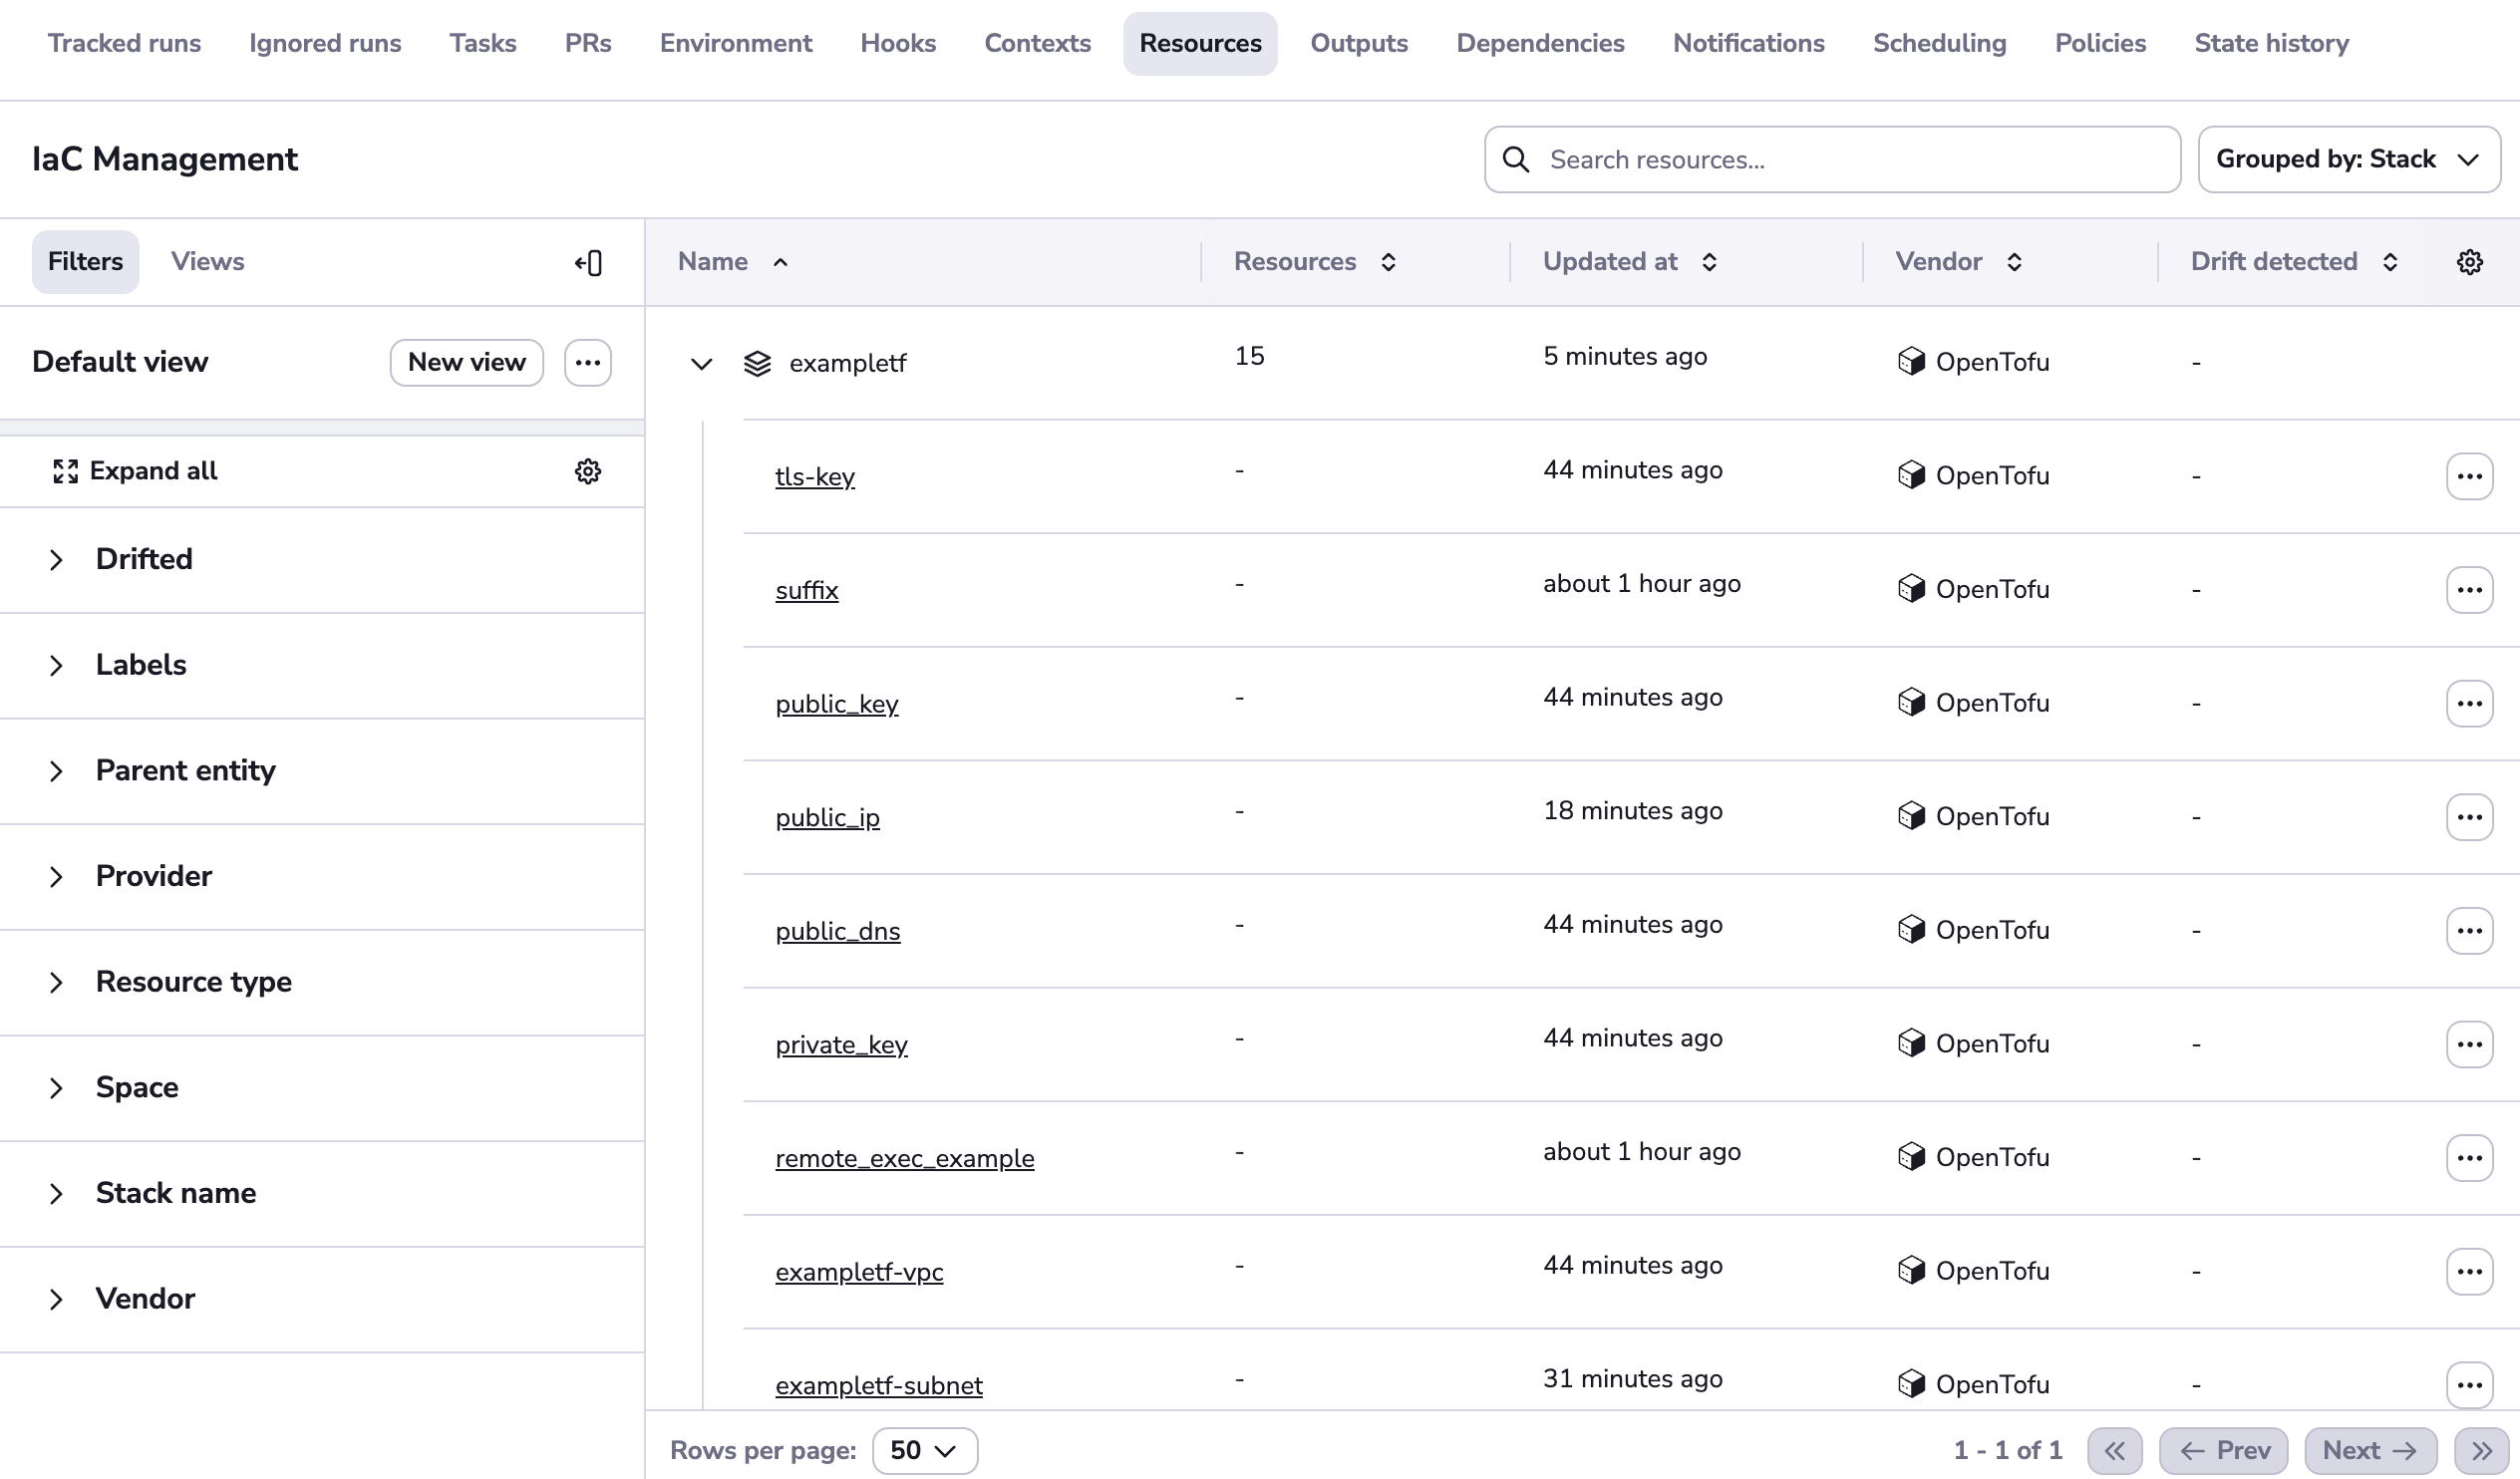 Tracked runs Ignored runs Tasks PRs Environment Hooks Contexts Resources Outputs Dependencies Notifications Scheduling Policies State history
IaC Management
Search resources...
Grouped by: Stack
Filters Views
Default view New view
Expand all
Drifted
Labels
Parent entity
Provider
Resource type
Space
Stack name
Vendor
Name Resources Updated at Vendor Drift detected
exampletf 15 5 minutes ago OpenTofu -
tls-key - 44 minutes ago OpenTofu -
suffix - about 1 hour ago OpenTofu -
public_key - 44 minutes ago OpenTofu -
public_ip - 18 minutes ago OpenTofu -
public_dns - 44 minutes ago OpenTofu -
private_key - 44 minutes ago OpenTofu -
remote_exec_example - about 1 hour ago OpenTofu -
exampletf-vpc - 44 minutes ago OpenTofu -
exampletf-subnet - 31 minutes ago OpenTofu -
Rows per page: 50 1 - 1 of 1 Prev Next